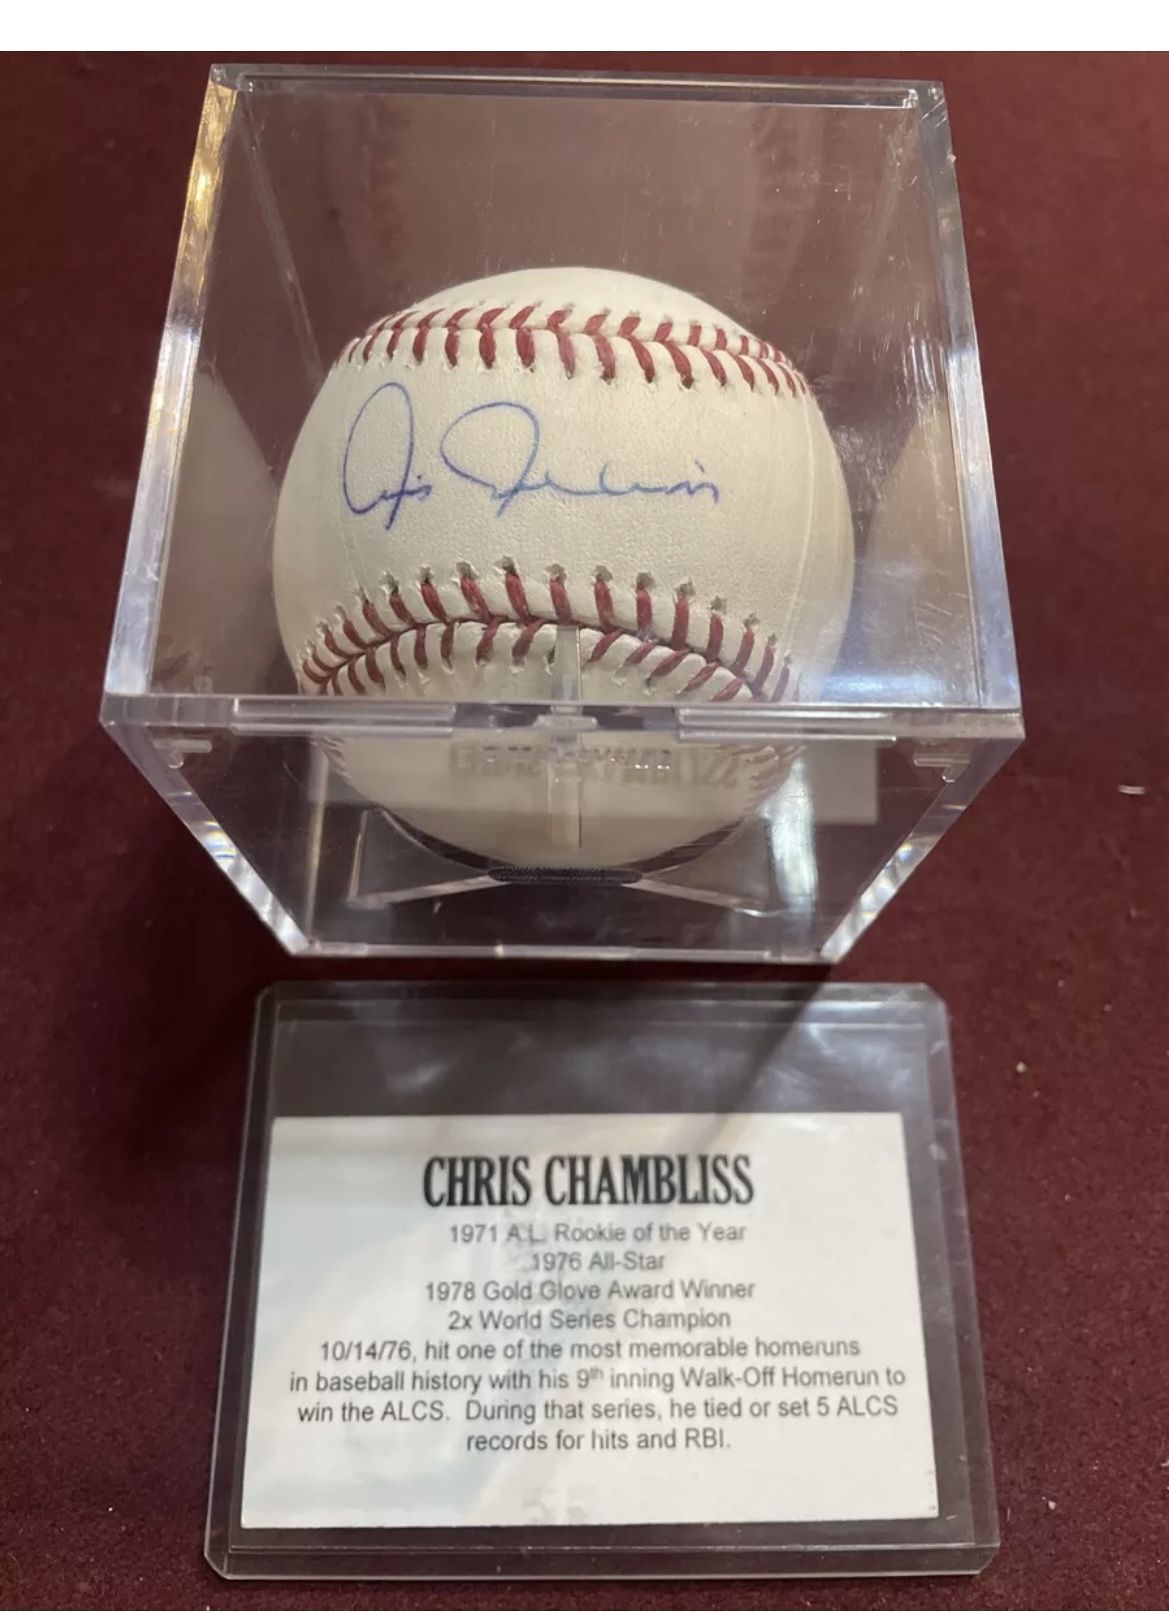 CHRIS CHAMBLISS
1971 A.L. Rookie of the Year
1976 All-Star
1978 Gold Glove Award Winner
2x World Series Champion
10/14/76, hit one of the most memorable homeruns
in baseball history with his 9th inning Walk-Off Homerun to
win the ALCS. During that series, he tied or set 5 ALCS
records for hits and RBI.